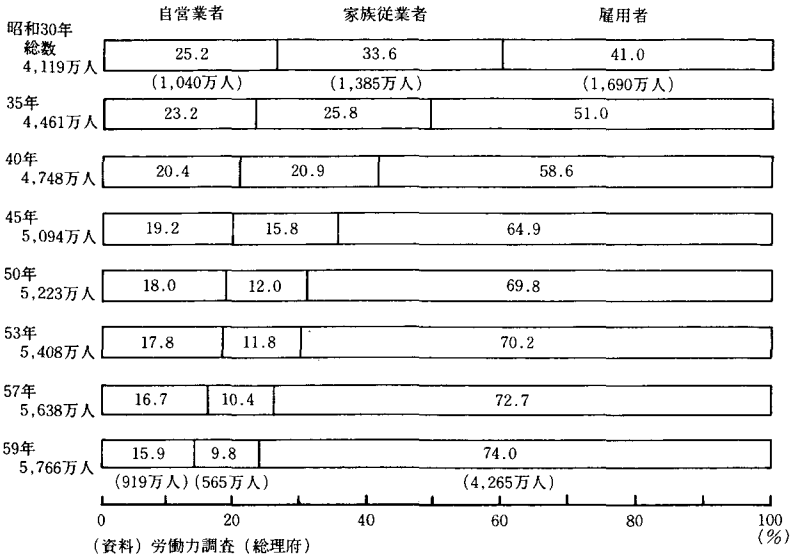 自営業者 家族従業者 雇用者
昭和30年
総数
4,119万人
25.2 33.6 41.0
(1,040万人) (1,385万人) (1,690万人)
35年
4,461万人
23.2 25.8 51.0
40年
4,748万人
20.4 20.9 58.6
45年
5,094万人
19.2 15.8 64.9
50年
5,223万人
18.0 12.0 69.8
53年
5,408万人
17.8 11.8 70.2
57年
5,638万人
16.7 10.4 72.7
59年
5,766万人
15.9 9.8 74.0
(919万人) (565万人) (4,265万人)
0 20 40 60 80 100
(%)
(資料) 労働力調査 (総理府)